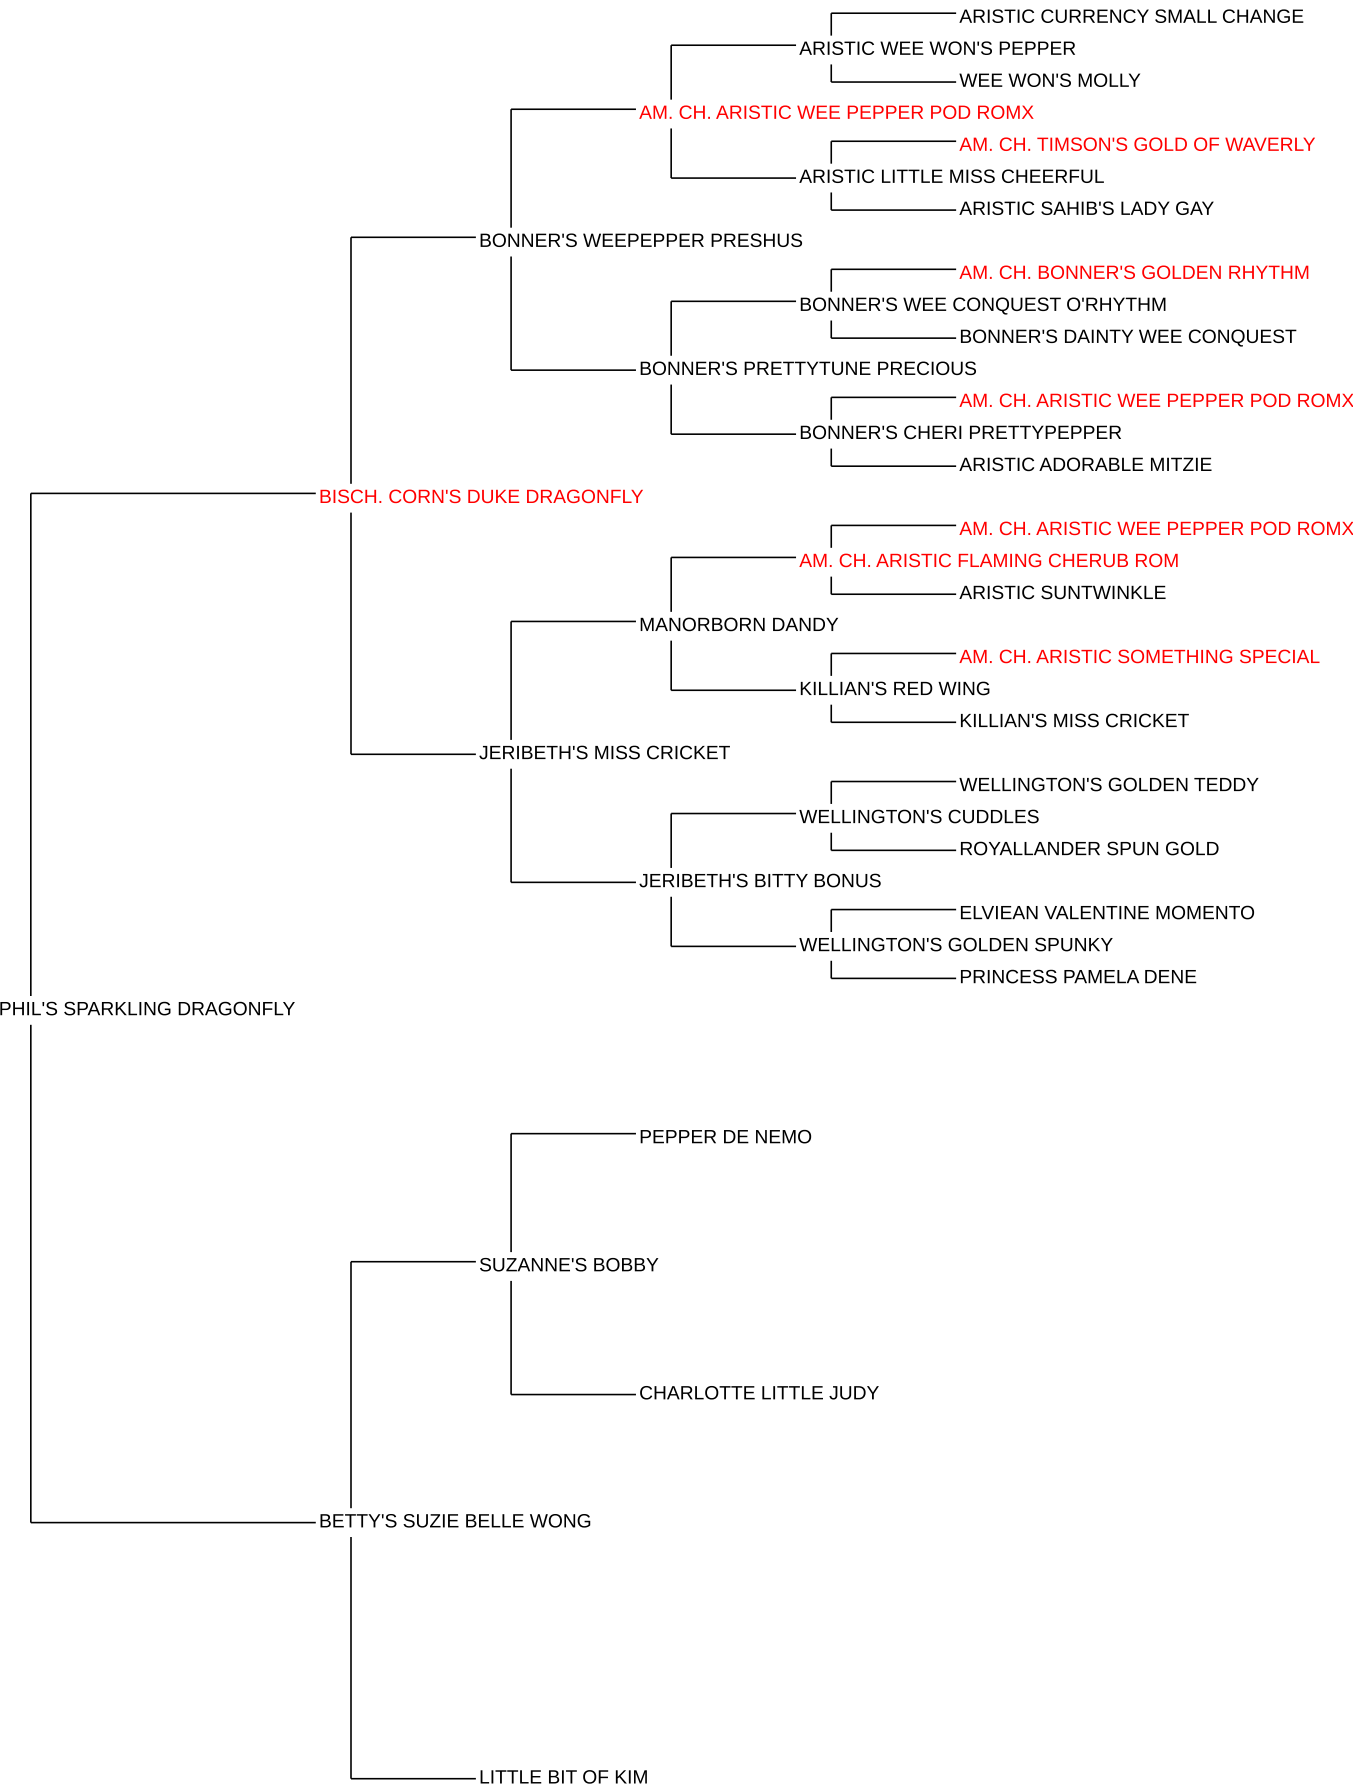 ARISTIC CURRENCY SMALL CHANGE
ARISTIC WEE WON'S PEPPER
WEE WON'S MOLLY
AM. CH. ARISTIC WEE PEPPER POD ROMX
AM. CH. TIMSON'S GOLD OF WAVERLY
ARISTIC LITTLE MISS CHEERFUL
ARISTIC SAHIB'S LADY GAY
BONNER'S WEEPEPPER PRESHUS
AM. CH. BONNER'S GOLDEN RHYTHM
BONNER'S WEE CONQUEST O'RHYTHM
BONNER'S DAINTY WEE CONQUEST
BONNER'S PRETTYTUNE PRECIOUS
AM. CH. ARISTIC WEE PEPPER POD ROMX
BONNER'S CHERI PRETTYPEPPER
ARISTIC ADORABLE MITZIE
BISCH. CORN'S DUKE DRAGONFLY
AM. CH. ARISTIC WEE PEPPER POD ROMX
AM. CH. ARISTIC FLAMING CHERUB ROM
ARISTIC SUNTWINKLE
MANORBORN DANDY
AM. CH. ARISTIC SOMETHING SPECIAL
KILLIAN'S RED WING
KILLIAN'S MISS CRICKET
JERIBETH'S MISS CRICKET
WELLINGTON'S GOLDEN TEDDY
WELLINGTON'S CUDDLES
ROYALLANDER SPUN GOLD
JERIBETH'S BITTY BONUS
ELVIEAN VALENTINE MOMENTO
WELLINGTON'S GOLDEN SPUNKY
PRINCESS PAMELA DENE
PHIL'S SPARKLING DRAGONFLY
PEPPER DE NEMO
SUZANNE'S BOBBY
CHARLOTTE LITTLE JUDY
BETTY'S SUZIE BELLE WONG
LITTLE BIT OF KIM